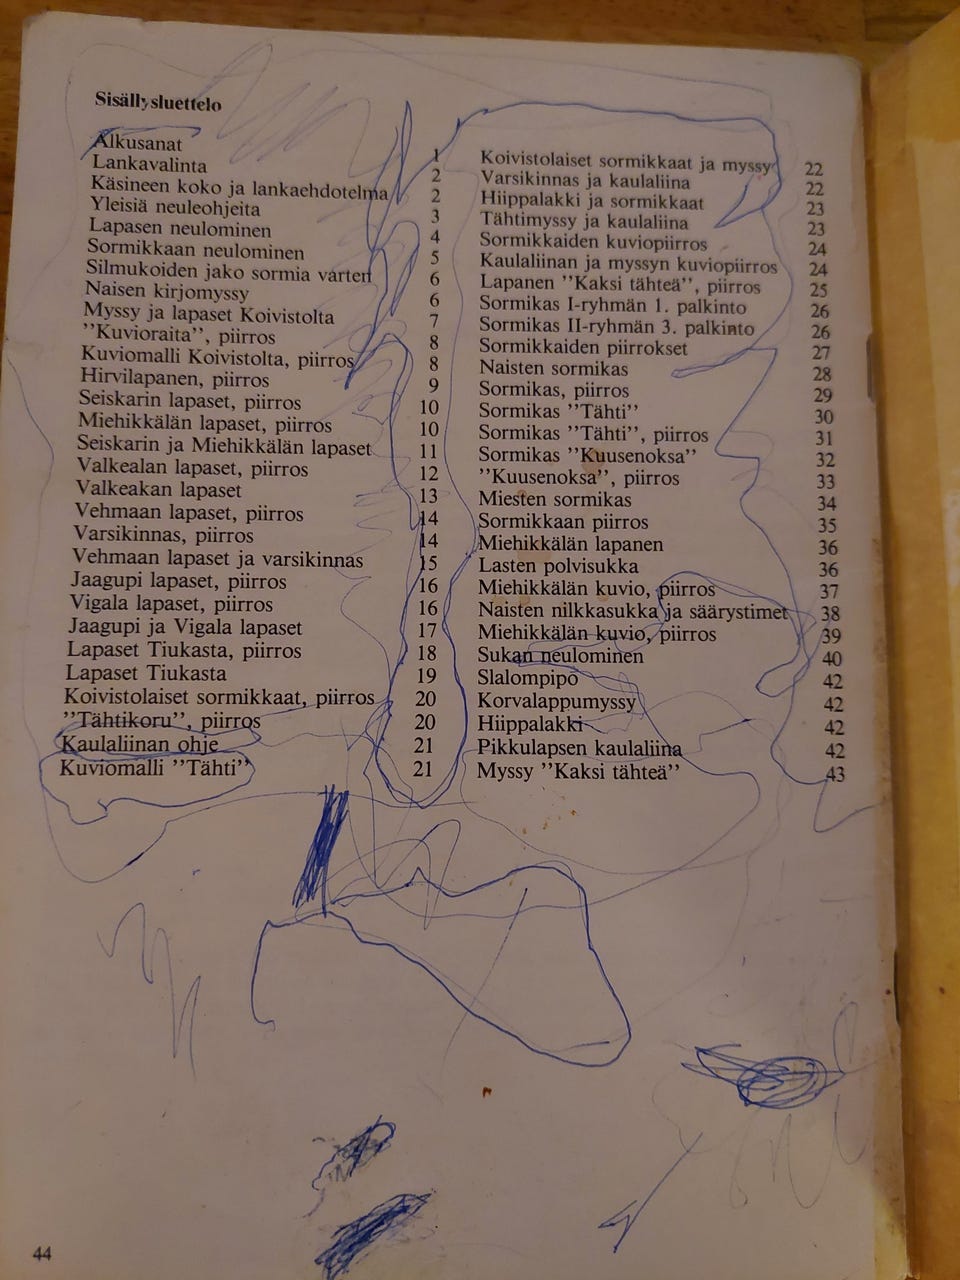 Sisällysluettelo
Alkusanat 1
Lankavalinta 2
Käsineen koko ja lankaehdotelma 2
Yleisiä neuleohjeita 3
Lapasen neulominen 4
Sormikkaan neulominen 5
Silmukoiden jako sormia varten 6
Naisen kirjomyssy 6
Myssy ja lapaset Koivistolta 7
"Kuvioraita", piirros 8
Kuviomalli Koivistolta, piirros 8
Hirvilapanen, piirros 9
Seiskarin lapaset, piirros 10
Miehikkälän lapaset, piirros 10
Seiskarin ja Miehikkälän lapaset 11
Valkealan lapaset, piirros 12
Valkeakan lapaset 13
Vehmaan lapaset, piirros 14
Varsikinnas, piirros 14
Vehmaan lapaset ja varsikinnas 15
Jaagupi lapaset, piirros 16
Vigala lapaset, piirros 16
Jaagupi ja Vigala lapaset 17
Lapaset Tiukasta, piirros 18
Lapaset Tiukasta 19
Koivistolaiset sormikkaat, piirros 20
"Tähtikoru", piirros 20
Kaulaliinan ohje 21
Kuviomalli "Tähti" 21
Koivistolaiset sormikkaat ja myssy 22
Varsikinnas ja kaulaliina 22
Hiippalakki ja sormikkaat 23
Tähtimyssy ja kaulaliina 23
Sormikkaiden kuviopiirros 24
Kaulaliinan ja myssyn kuviopiirros 24
Lapanen "Kaksi tähteä", piirros 25
Sormikas I-ryhmän 1. palkinto 26
Sormikas II-ryhmän 3. palkinto 26
Sormikkaiden piirrokset 27
Naisten sormikas 28
Sormikas, piirros 29
Sormikas "Tähti" 30
Sormikas "Tähti", piirros 31
Sormikas "Kuusenoksa" 32
"Kuusenoksa", piirros 33
Miesten sormikas 34
Sormikkaan piirros 35
Miehikkälän lapanen 36
Lasten polvisukka 36
Miehikkälän kuvio, piirros 37
Naisten nilkkasukka ja säärystimet 38
Miehikkälän kuvio, piirros 39
Sukan neulominen 40
Slalompipo 42
Korvalappumyssy 42
Hiippalakki 42
Pikkulapsen kaulaliina 42
Myssy "Kaksi tähteä" 43
44